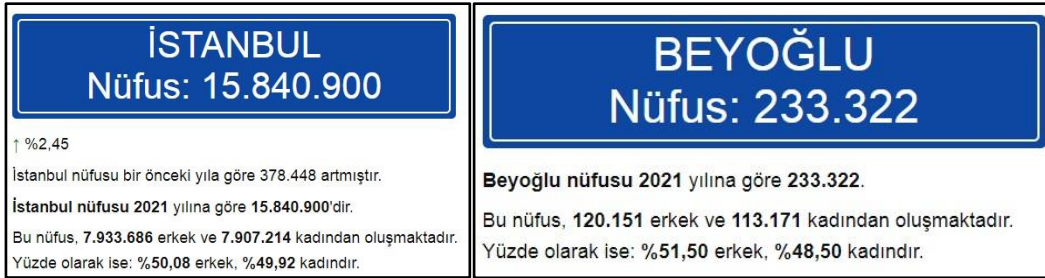 İSTANBUL
Nüfus: 15.840.900
↑ %2,45
İstanbul nüfusu bir önceki yıla göre 378.448 artmıştır.
İstanbul nüfusu 2021 yılına göre 15.840.900'dir.
Bu nüfus, 7.933.686 erkek ve 7.907.214 kadından oluşmaktadır.
Yüzde olarak ise: %50,08 erkek, %49,92 kadındır.
BEYOĞLU
Nüfus: 233.322
Beyoğlu nüfusu 2021 yılına göre 233.322.
Bu nüfus, 120.151 erkek ve 113.171 kadından oluşmaktadır.
Yüzde olarak ise: %51,50 erkek, %48,50 kadındır.